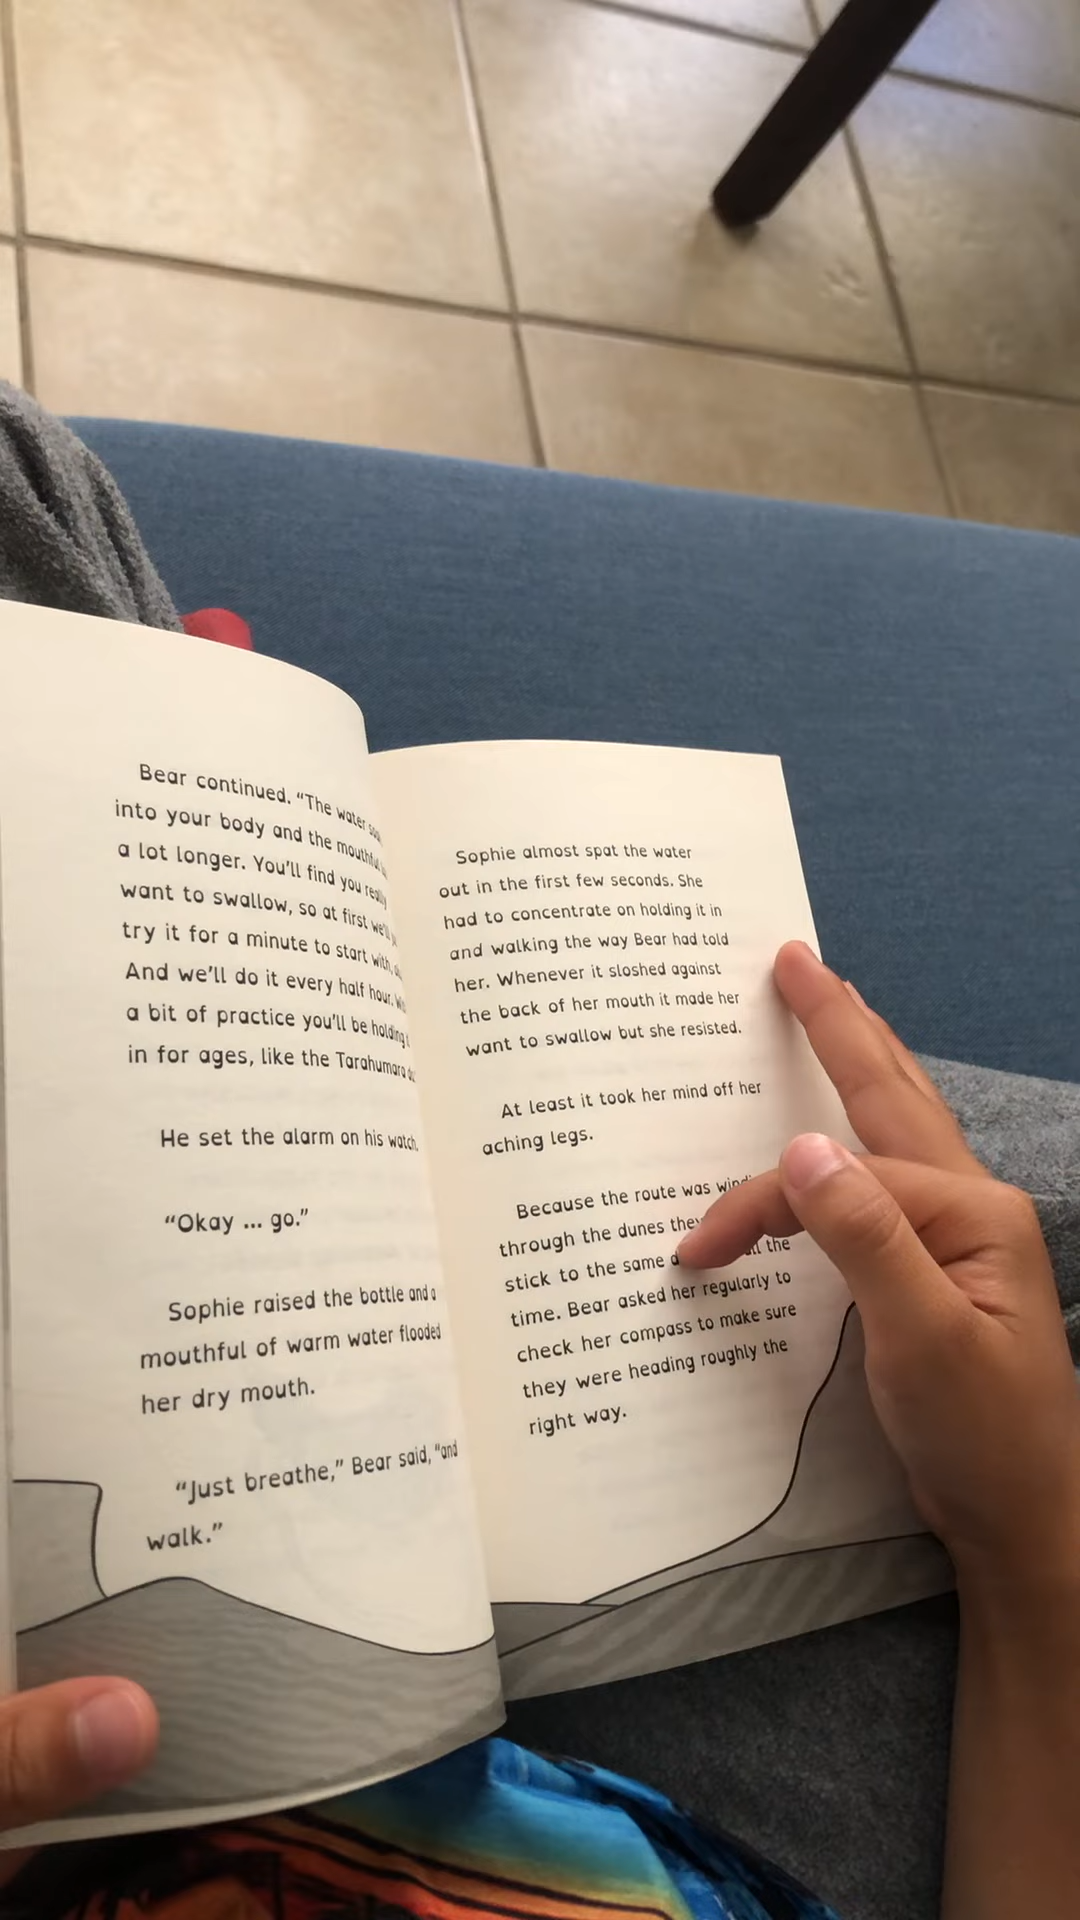 Bear continued. “The water
into your body and the mouthful
a lot longer. You’ll find you really
want to swallow, so at first we’ll
try it for a minute to start with,
And we’ll do it every half hour.
a bit of practice you’ll be holding
in for ages, like the Tarahumara
He set the alarm on his watch.
“Okay ... go.”
Sophie raised the bottle and a
mouthful of warm water flooded
her dry mouth.
“Just breathe,” Bear said, “and
walk.”
Sophie almost spat the water
out in the first few seconds. She
had to concentrate on holding it in
and walking the way Bear had told
her. Whenever it sloshed against
the back of her mouth it made her
want to swallow but she resisted.
At least it took her mind off her
aching legs.
Because the route was
through the dunes they
stick to the same the
time. Bear asked her regularly to
check her compass to make sure
they were heading roughly the
right way.